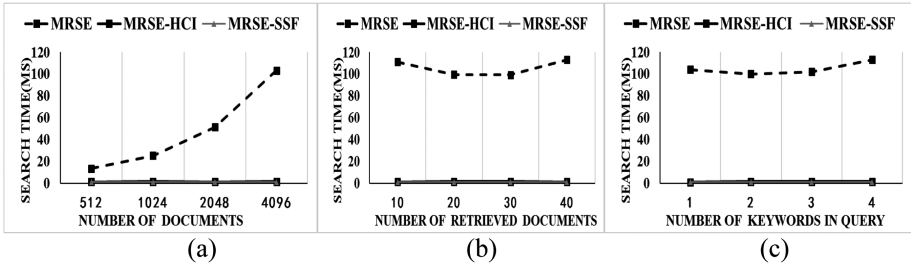 MRSE MRSE-HCI MRSE-SSF
SEARCH TIME(MS)
120
100
80
60
40
20
0
512 1024 2048 4096
NUMBER OF DOCUMENTS
(a)
MRSE MRSE-HCI MRSE-SSF
SEARCH TIME(MS)
120
100
80
60
40
20
0
10 20 30 40
NUMBER OF RETRIEVED DOCUMENTS
(b)
MRSE MRSE-HCI MRSE-SSF
SEARCH TIME(MS)
120
100
80
60
40
20
0
1 2 3 4
NUMBER OF KEYWORDS IN QUERY
(c)